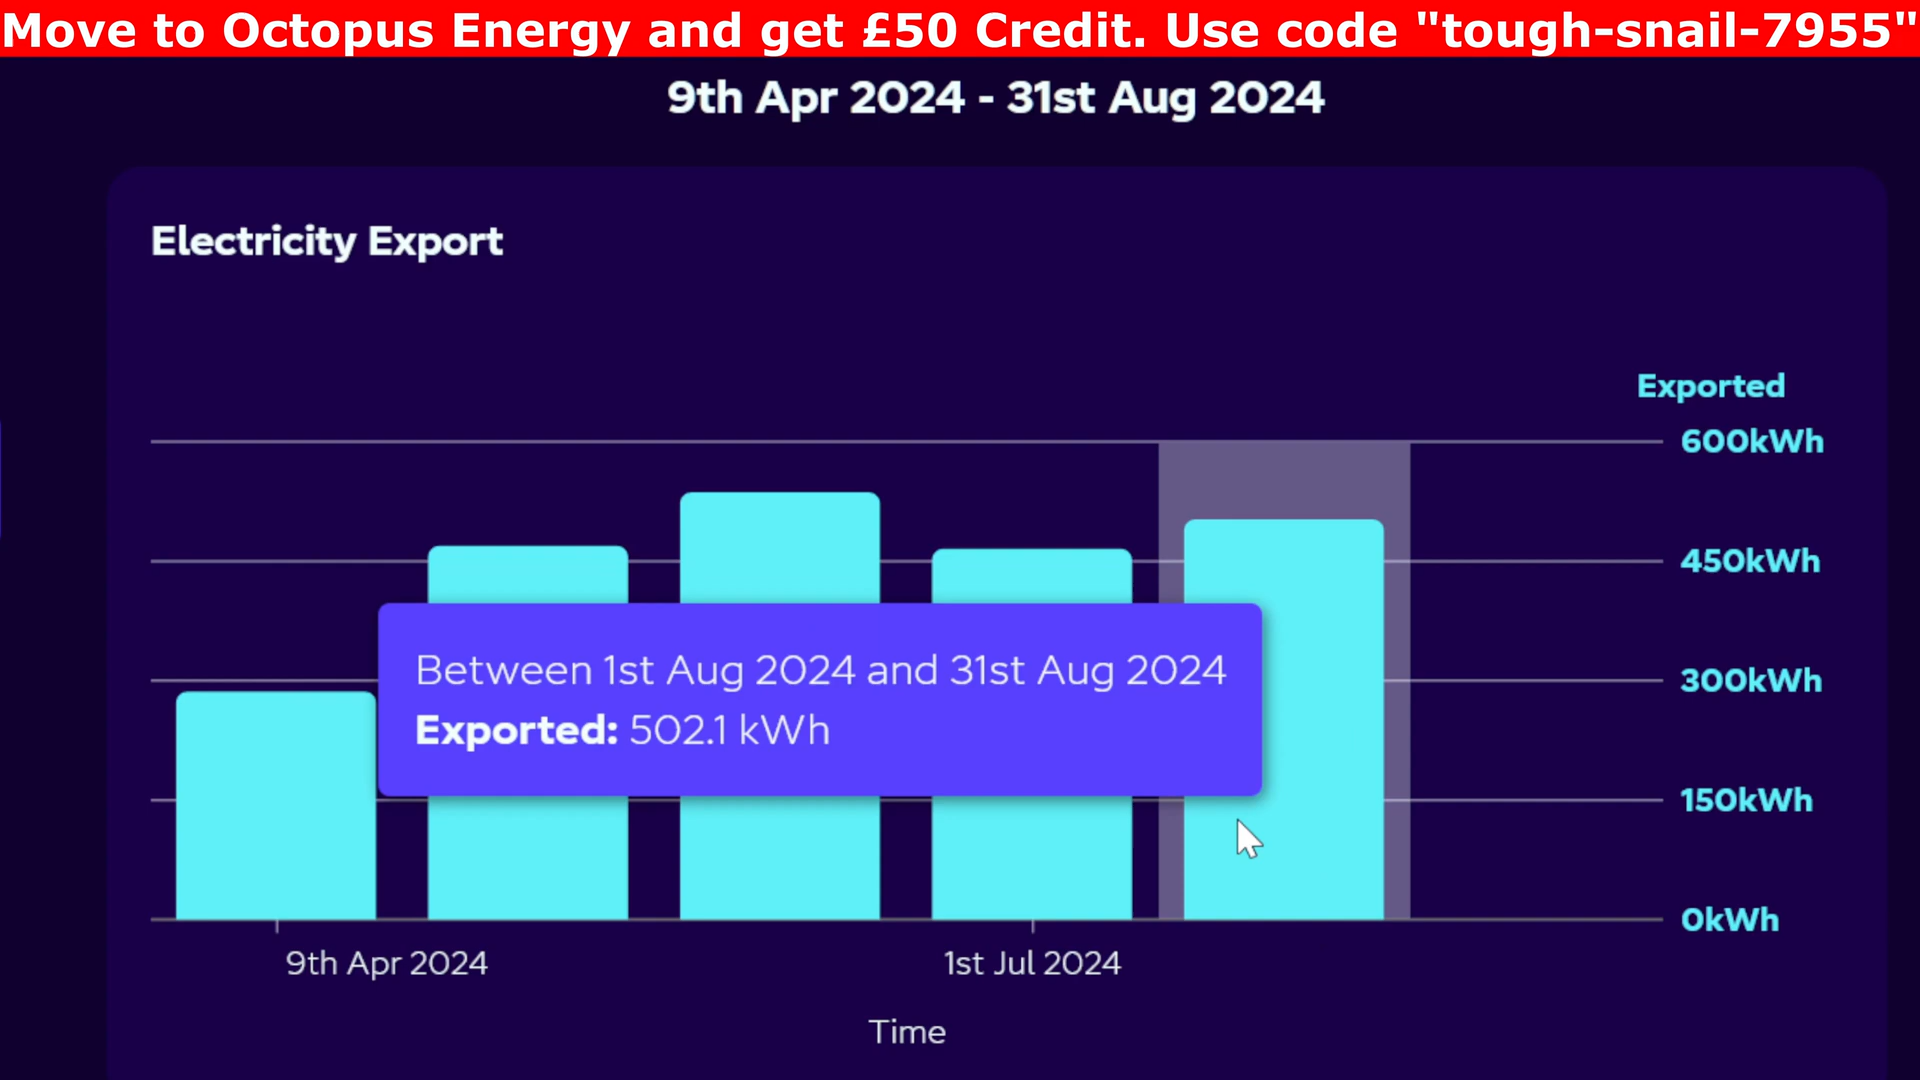 Move to Octopus Energy and get £50 Credit. Use code "tough-snail-7955"
9th Apr 2024 - 31st Aug 2024
Electricity Export
Exported
600kWh
450kWh
300kWh
150kWh
0kWh
Between 1st Aug 2024 and 31st Aug 2024
Exported: 502.1 kWh
9th Apr 2024
1st Jul 2024
Time